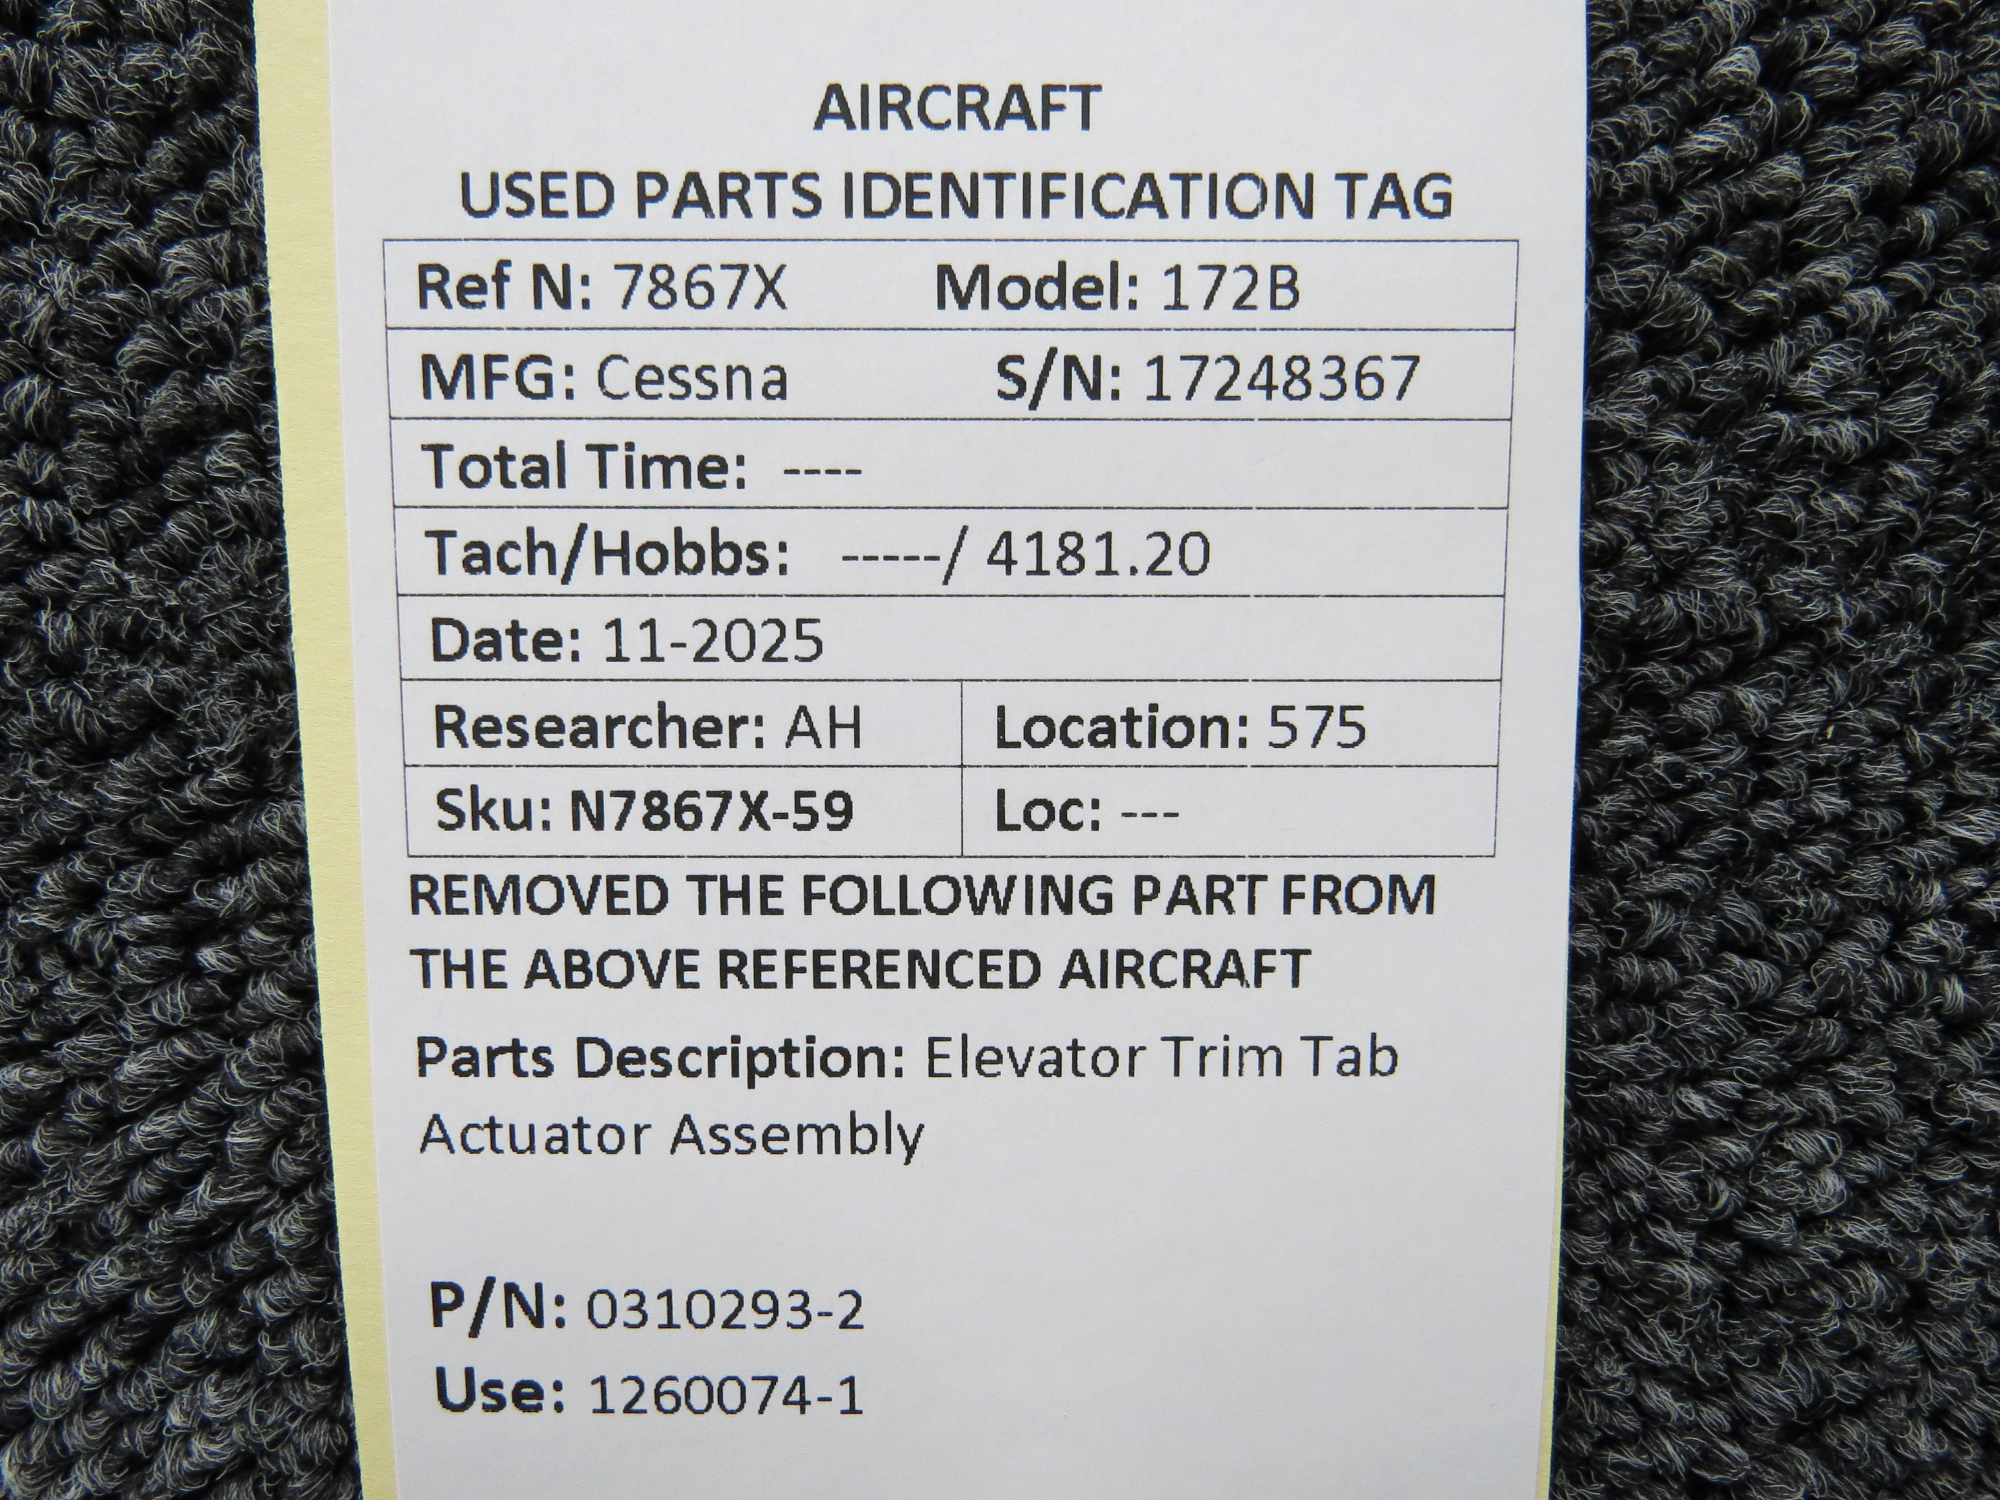 AIRCRAFT
USED PARTS IDENTIFICATION TAG
Ref N: 7867X Model: 172B
MFG: Cessna S/N: 17248367
Total Time: ----
Tach/Hobbs: -----/ 4181.20
Date: 11-2025
Researcher: AH Location: 575
Sku: N7867X-59 Loc: ---
REMOVED THE FOLLOWING PART FROM
THE ABOVE REFERENCED AIRCRAFT
Parts Description: Elevator Trim Tab
Actuator Assembly
P/N: 0310293-2
Use: 1260074-1